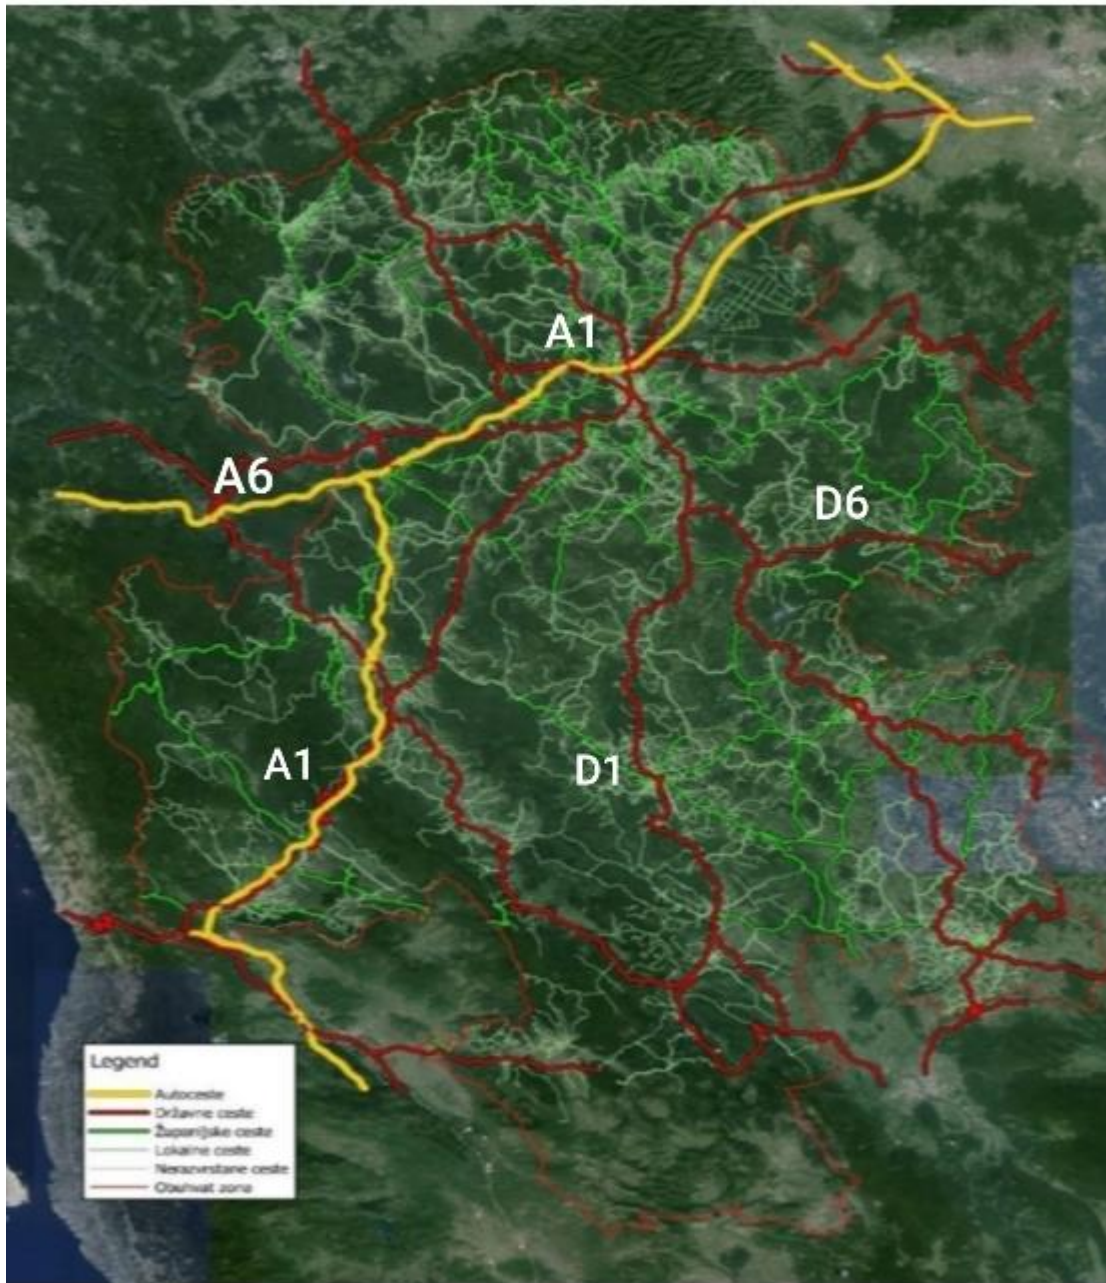 A1
A6
D6
A1
D1
Legend
Autoceste
Državne ceste
Županijske ceste
Lokalne ceste
Nerazvrstane ceste
Obuhvat zona